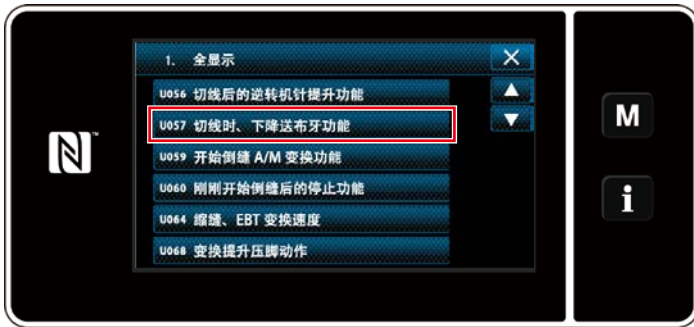 1. 全显示
U056 切线后的逆转机针提升功能
U057 切线时、下降送布牙功能
U059 开始倒缝 A/M 变换功能
U060 刚刚开始倒缝后的停止功能
U064 缩缝、EBT 变换速度
U068 变换提升压脚动作
M
i